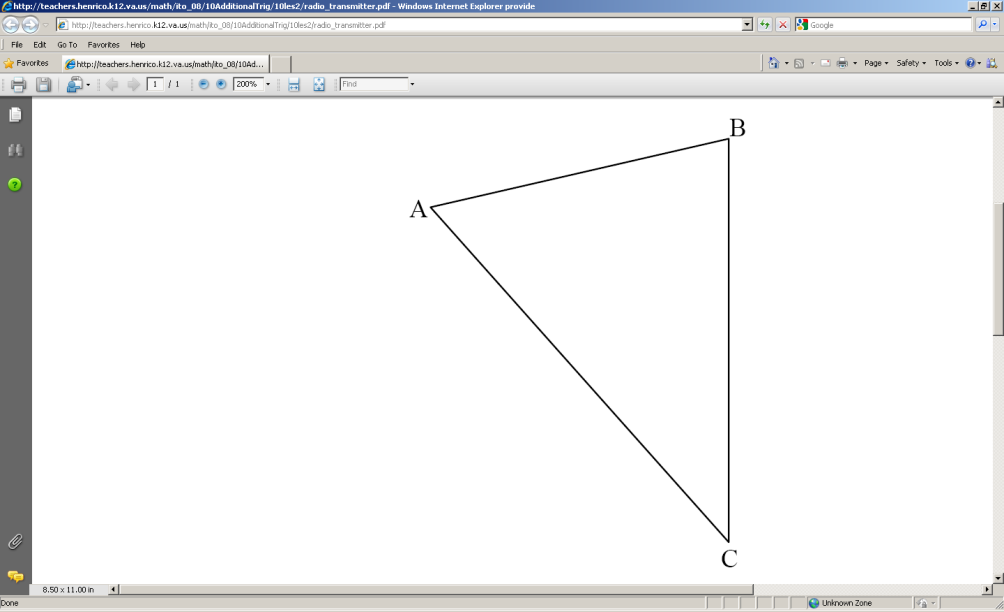 http://teachers.henrico.k12.va.us/math/ito_08/10AdditionalTrig/10les2/radio_transmitter.pdf - Windows Internet Explorer provide
http://teachers.henrico.k12.va.us/math/ito_08/10AdditionalTrig/10les2/radio_transmitter.pdf Google
File Edit Go To Favorites Help
Favorites http://teachers.henrico.k12.va.us/math/ito_08/10Ad... Page Safety Tools
1 / 1 200% Find
B
A
C
8.50 x 11.00 in
Done Unknown Zone